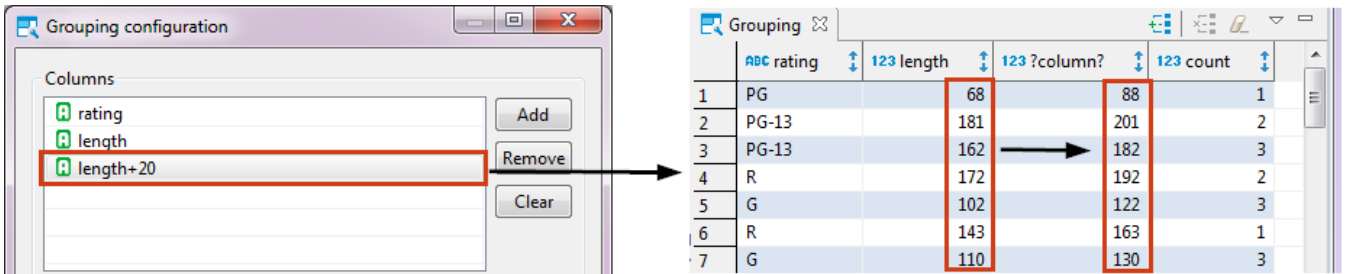 Grouping configuration
Columns
rating
length
length+20
Add
Remove
Clear
Grouping
ABC rating 123 length 123 ?column? 123 count
1 PG 68 88 1
2 PG-13 181 201 2
3 PG-13 162 182 3
4 R 172 192 2
5 G 102 122 3
6 R 143 163 1
7 G 110 130 3